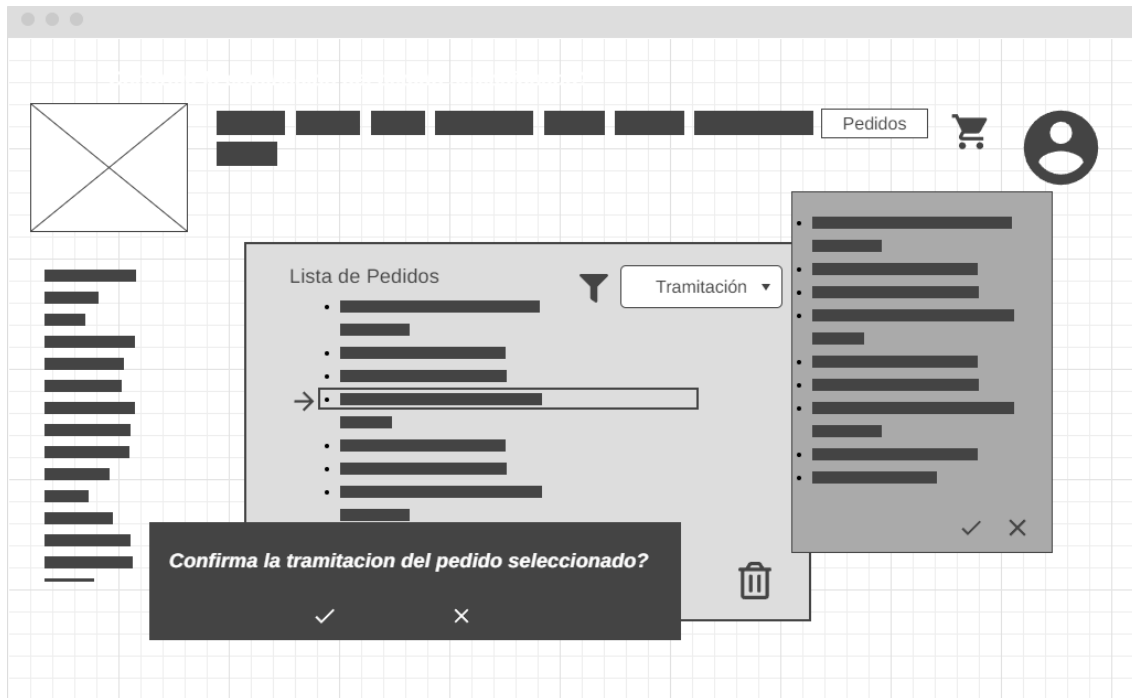 Pedidos
Lista de Pedidos
Tramitación
Confirma la tramitacion del pedido seleccionado?